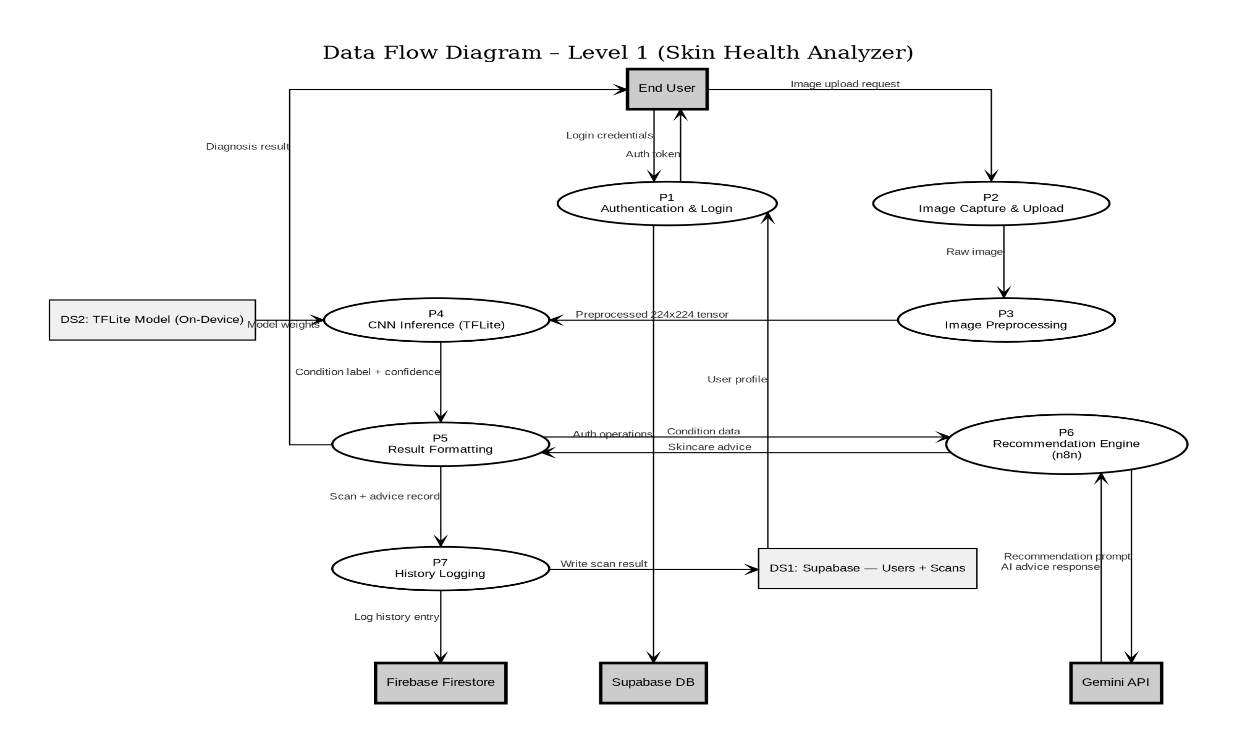 Data Flow Diagram – Level 1 (Skin Health Analyzer)
End User
Image upload request
Login credentials
Diagnosis result
Auth token
P1
Authentication & Login
P2
Image Capture & Upload
Raw image
DS2: TFLite Model (On-Device)
Model weights
P4
CNN Inference (TFLite)
Preprocessed 224x224 tensor
P3
Image Preprocessing
Condition label + confidence
User profile
P5
Result Formatting
Auth operations
Condition data
Skincare advice
P6
Recommendation Engine
(n8n)
Scan + advice record
P7
History Logging
Write scan result
DS1: Supabase — Users + Scans
Recommendation prompt
AI advice response
Log history entry
Firebase Firestore
Supabase DB
Gemini API